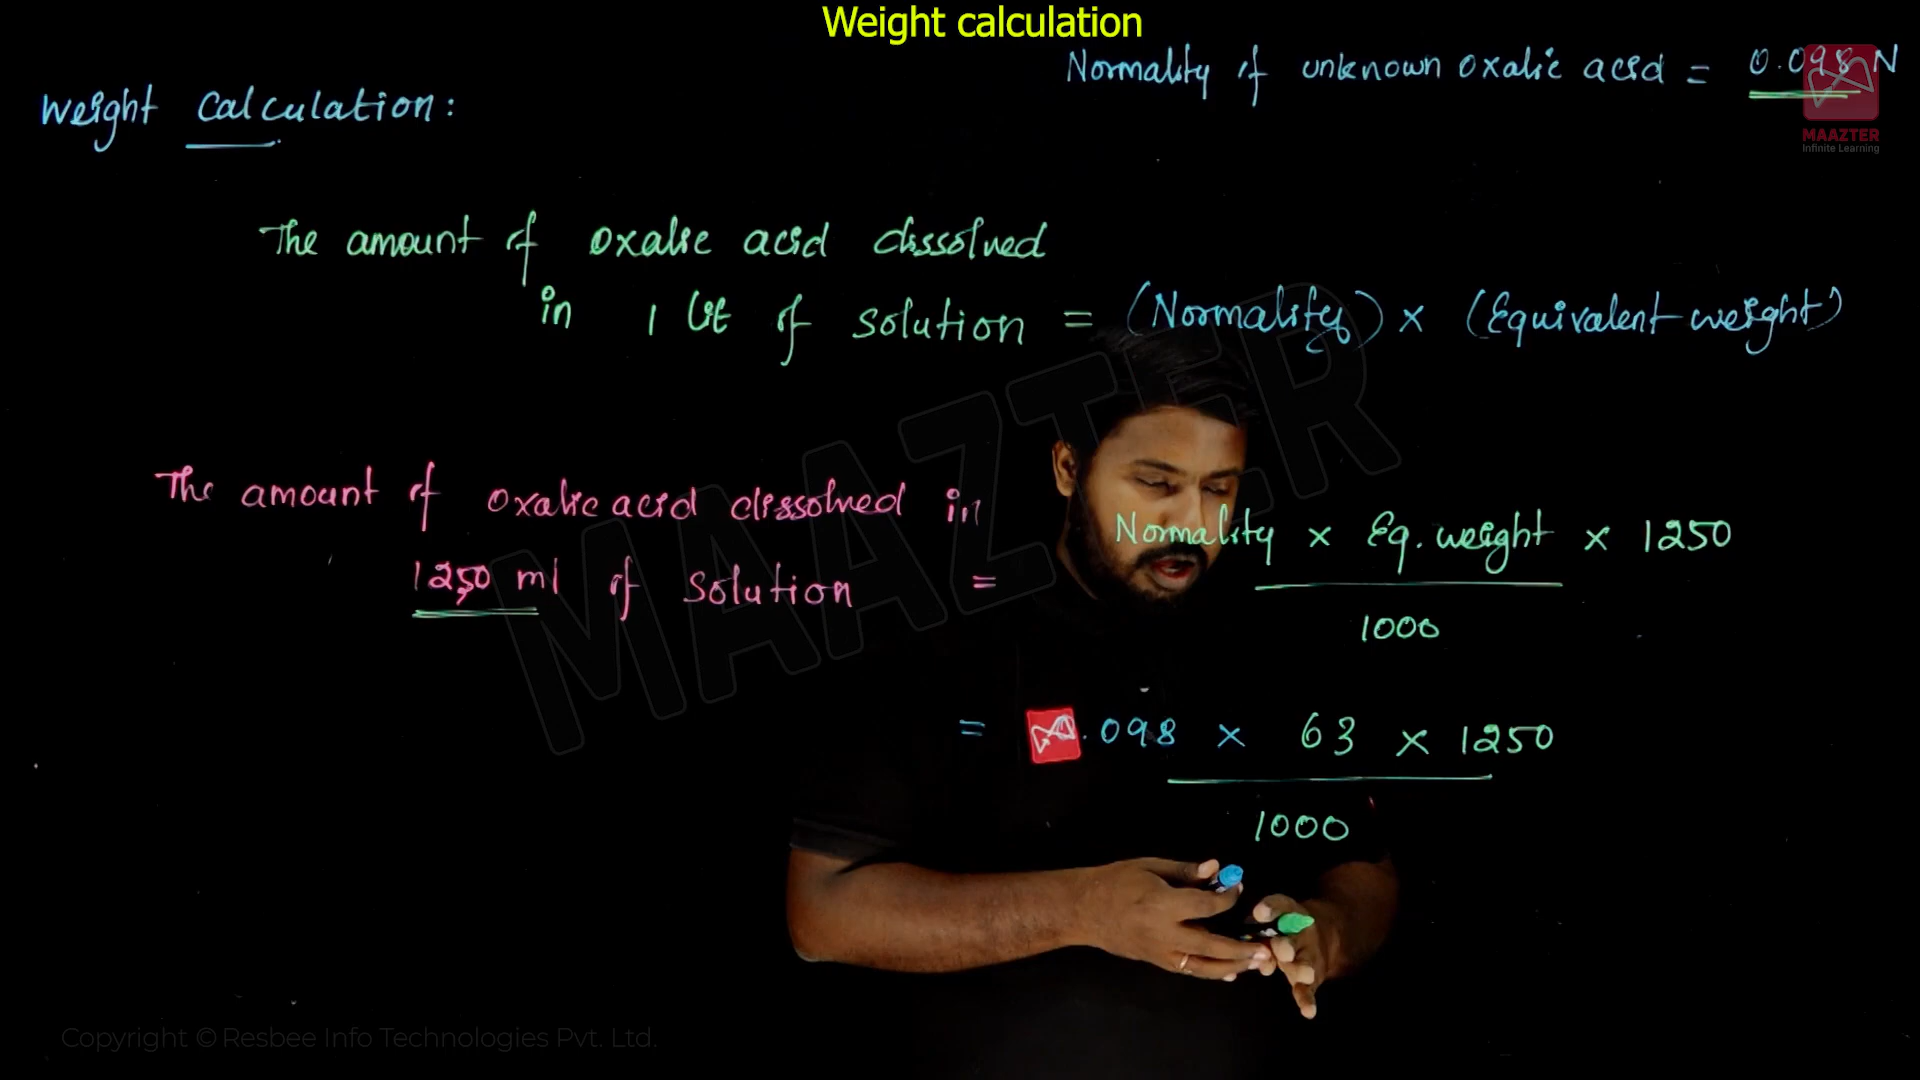 Weight calculation
Normality of unknown oxalic acid = 0.098 N
Weight Calculation:
MAAZTER
Infinite Learning
The amount of oxalic acid dissolved
in 1 lit of solution = (Normality) x (Equivalent weight)
The amount of oxalic acid dissolved in
1250 ml of solution = Normality x Eq. weight x 1250
1000
= .098 x 63 x 1250
1000
MAAZTER
Copyright © Resbee Info Technologies Pvt. Ltd.